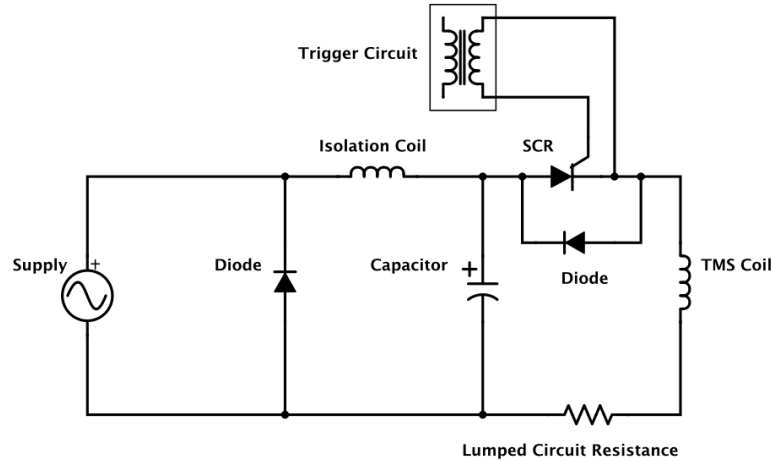 Trigger Circuit
Isolation Coil
SCR
Supply
+
Diode
Capacitor
+
Diode
TMS Coil
Lumped Circuit Resistance